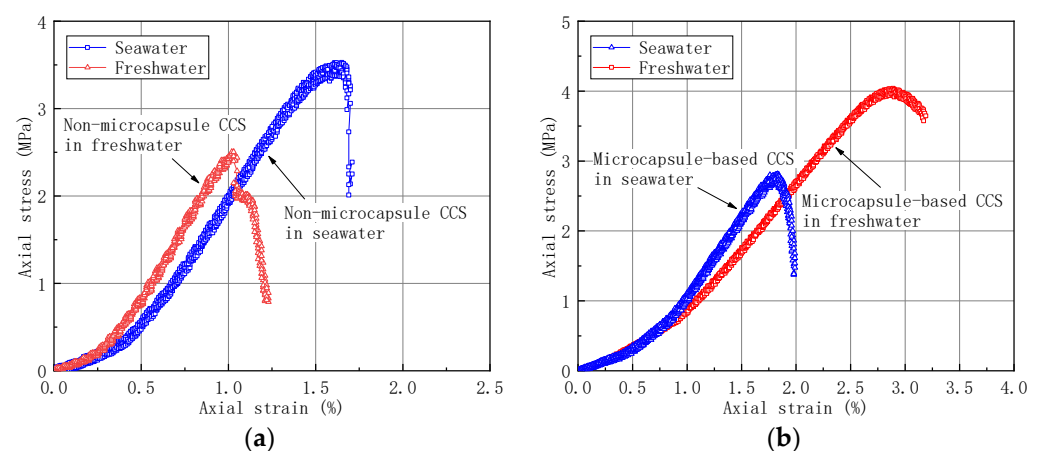 Seawater
Freshwater
Non-microcapsule CCS
in freshwater
Non-microcapsule CCS
in seawater
Axial stress (MPa)
4
3
2
1
0
0.0 0.5 1.0 1.5 2.0 2.5
Axial strain (%)
(a)
Seawater
Freshwater
Microcapsule-based CCS
in seawater
Microcapsule-based CCS
in freshwater
Axial stress (MPa)
5
4
3
2
1
0
0.0 0.5 1.0 1.5 2.0 2.5 3.0 3.5 4.0
Axial strain (%)
(b)